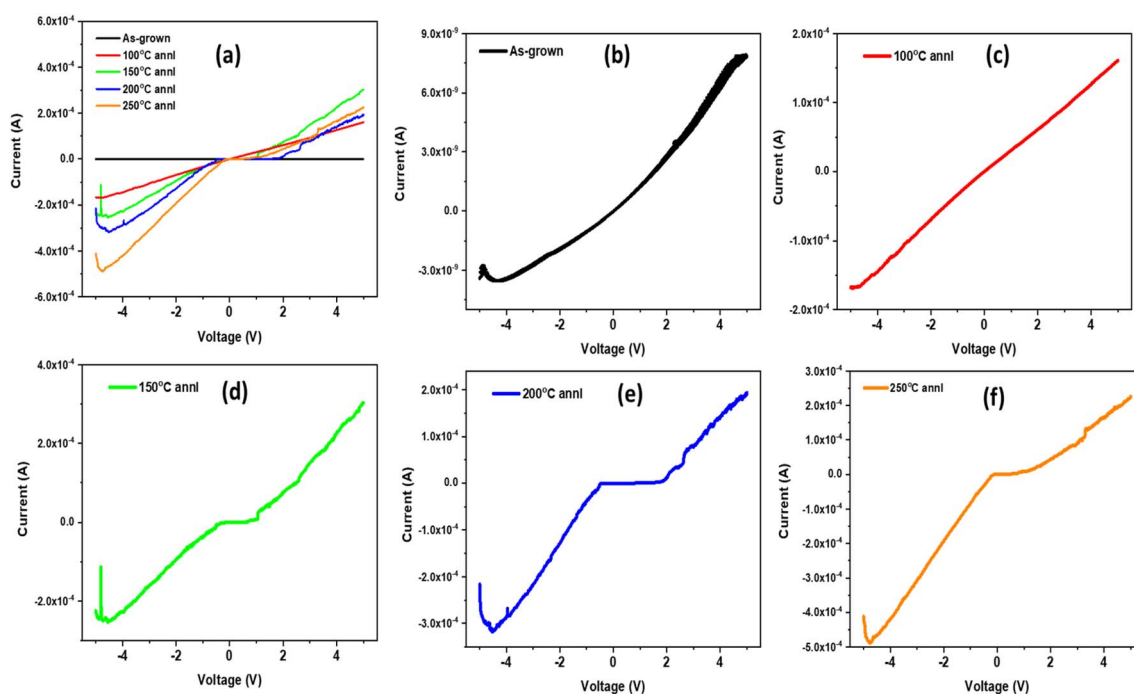 6.0x10⁻⁴
4.0x10⁻⁴
2.0x10⁻⁴
0.0
-2.0x10⁻⁴
-4.0x10⁻⁴
-6.0x10⁻⁴
Current (A)
As-grown
100°C annl
150°C annl
200°C annl
250°C annl
(a)
-4 -2 0 2 4
Voltage (V)
9.0x10⁻⁹
6.0x10⁻⁹
3.0x10⁻⁹
0.0
-3.0x10⁻⁹
Current (A)
As-grown
(b)
-4 -2 0 2 4
Voltage (V)
2.0x10⁻⁴
1.0x10⁻⁴
0.0
-1.0x10⁻⁴
-2.0x10⁻⁴
Current (A)
100°C annl
(c)
-4 -2 0 2 4
Voltage (V)
4.0x10⁻⁴
2.0x10⁻⁴
0.0
-2.0x10⁻⁴
Current (A)
150°C annl
(d)
-4 -2 0 2 4
Voltage (V)
2.0x10⁻⁴
1.0x10⁻⁴
0.0
-1.0x10⁻⁴
-2.0x10⁻⁴
-3.0x10⁻⁴
Current (A)
200°C annl
(e)
-4 -2 0 2 4
Voltage (V)
3.0x10⁻⁴
2.0x10⁻⁴
1.0x10⁻⁴
0.0
-1.0x10⁻⁴
-2.0x10⁻⁴
-3.0x10⁻⁴
-4.0x10⁻⁴
-5.0x10⁻⁴
Current (A)
250°C annl
(f)
-4 -2 0 2 4
Voltage (V)